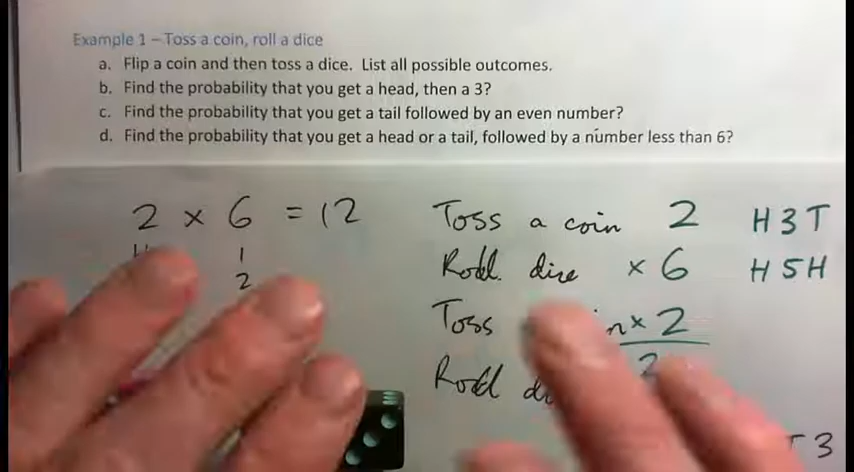 Example 1 – Toss a coin, roll a dice
a. Flip a coin and then toss a dice. List all possible outcomes.
b. Find the probability that you get a head, then a 3?
c. Find the probability that you get a tail followed by an even number?
d. Find the probability that you get a head or a tail, followed by a number less than 6?
2 × 6 = 12
1
2
Toss a coin 2 H3T
Roll dice × 6 H5H
Toss × 2
Roll
T 3